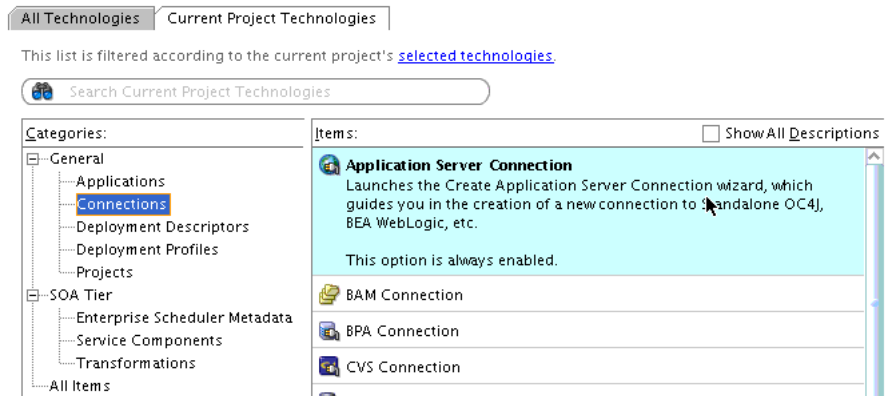 All Technologies
Current Project Technologies
This list is filtered according to the current project's selected technologies.
Search Current Project Technologies
Categories:
General
Applications
Connections
Deployment Descriptors
Deployment Profiles
Projects
SOA Tier
Enterprise Scheduler Metadata
Service Components
Transformations
All Items
Items:
Show All Descriptions
Application Server Connection
Launches the Create Application Server Connection wizard, which
guides you in the creation of a new connection to Standalone OC4J,
BEA WebLogic, etc.
This option is always enabled.
BAM Connection
BPA Connection
CVS Connection